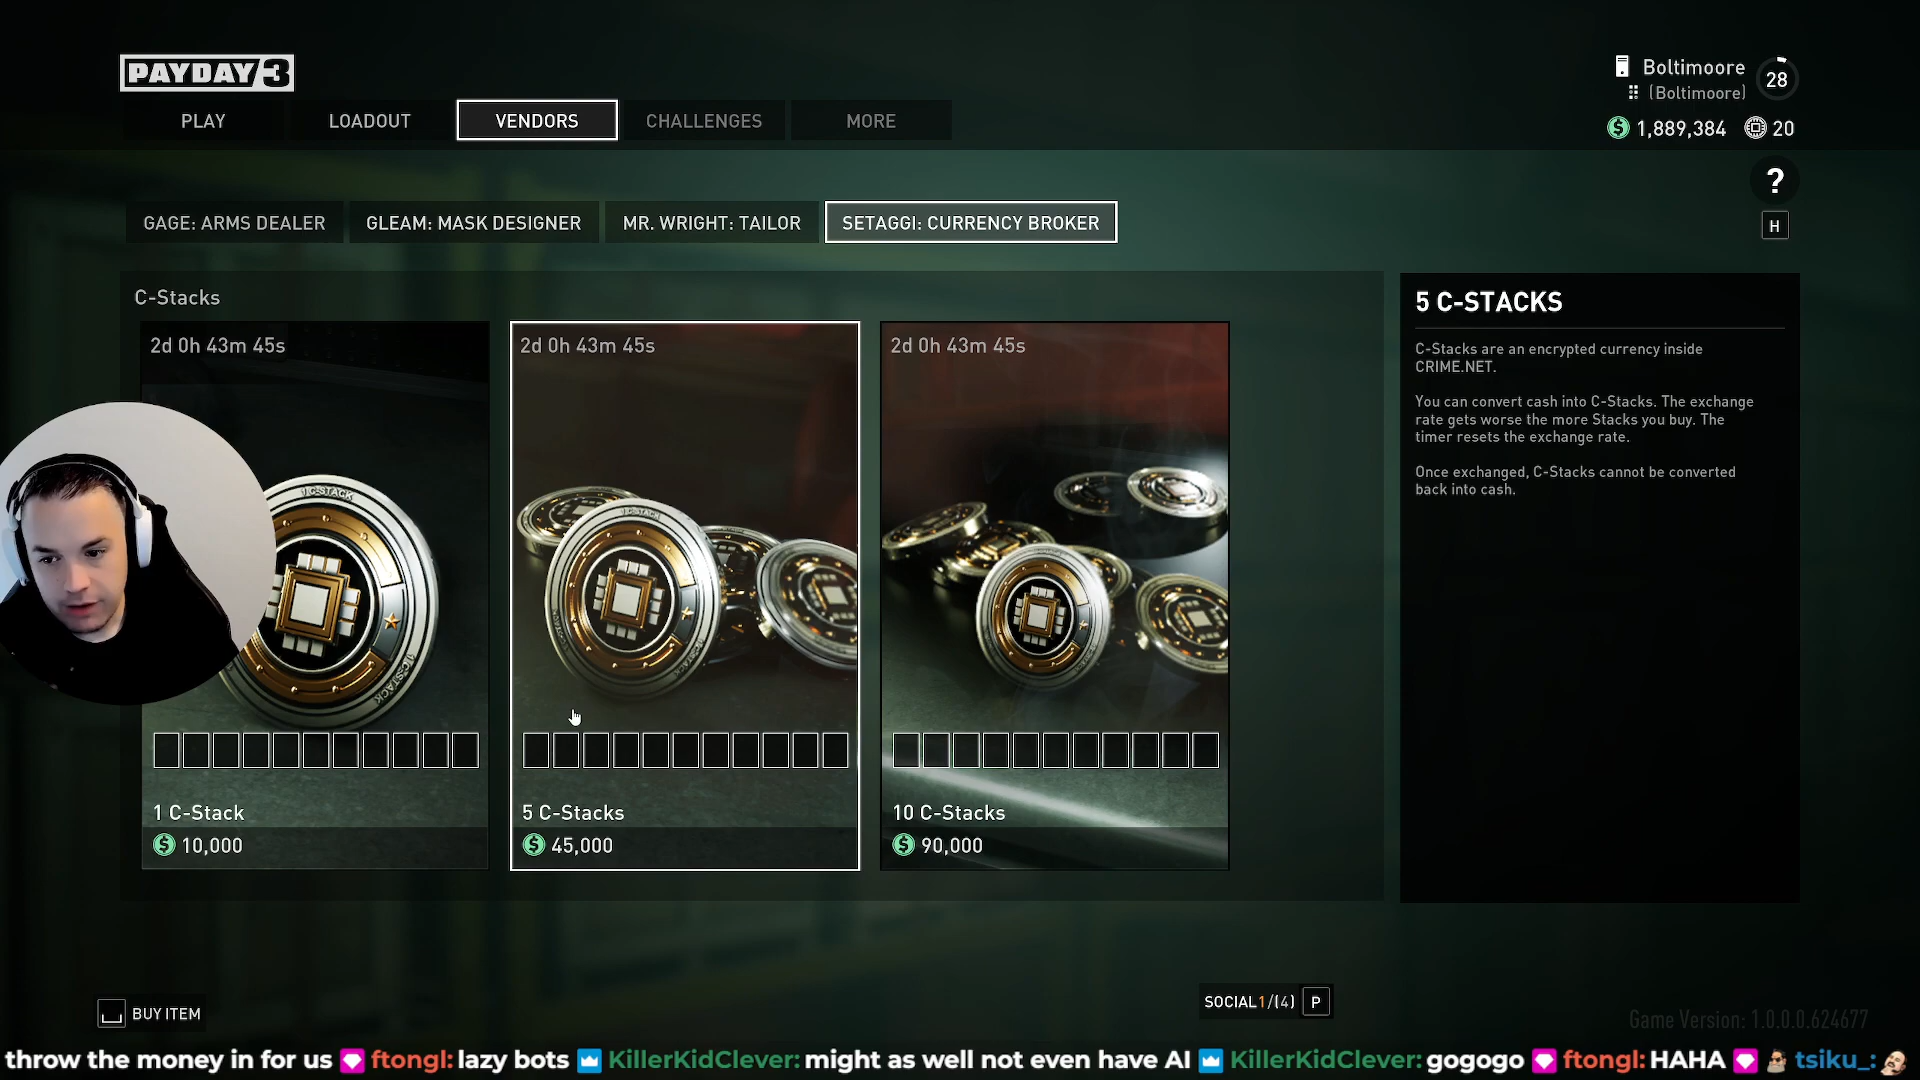 PAYDAY 3
Boltimoore
28
(Boltimoore)
1,889,384 20
PLAY LOADOUT VENDORS CHALLENGES MORE
?
H
GAGE: ARMS DEALER GLEAM: MASK DESIGNER MR. WRIGHT: TAILOR SETAGGI: CURRENCY BROKER
C-Stacks
2d 0h 43m 45s
1 C-STACK
1 C-Stack
10,000
2d 0h 43m 45s
5 C-Stacks
45,000
2d 0h 43m 45s
10 C-Stacks
90,000
5 C-STACKS
C-Stacks are an encrypted currency inside
CRIME.NET.
You can convert cash into C-Stacks. The exchange
rate gets worse the more Stacks you buy. The
timer resets the exchange rate.
Once exchanged, C-Stacks cannot be converted
back into cash.
BUY ITEM
SOCIAL1/(4) P
Game Version: 1.0.0.0.624677
throw the money in for us ftongl: lazy bots KillerKidClever: might as well not even have AI KillerKidClever: gogogo ftongl: HAHA tsiku_: